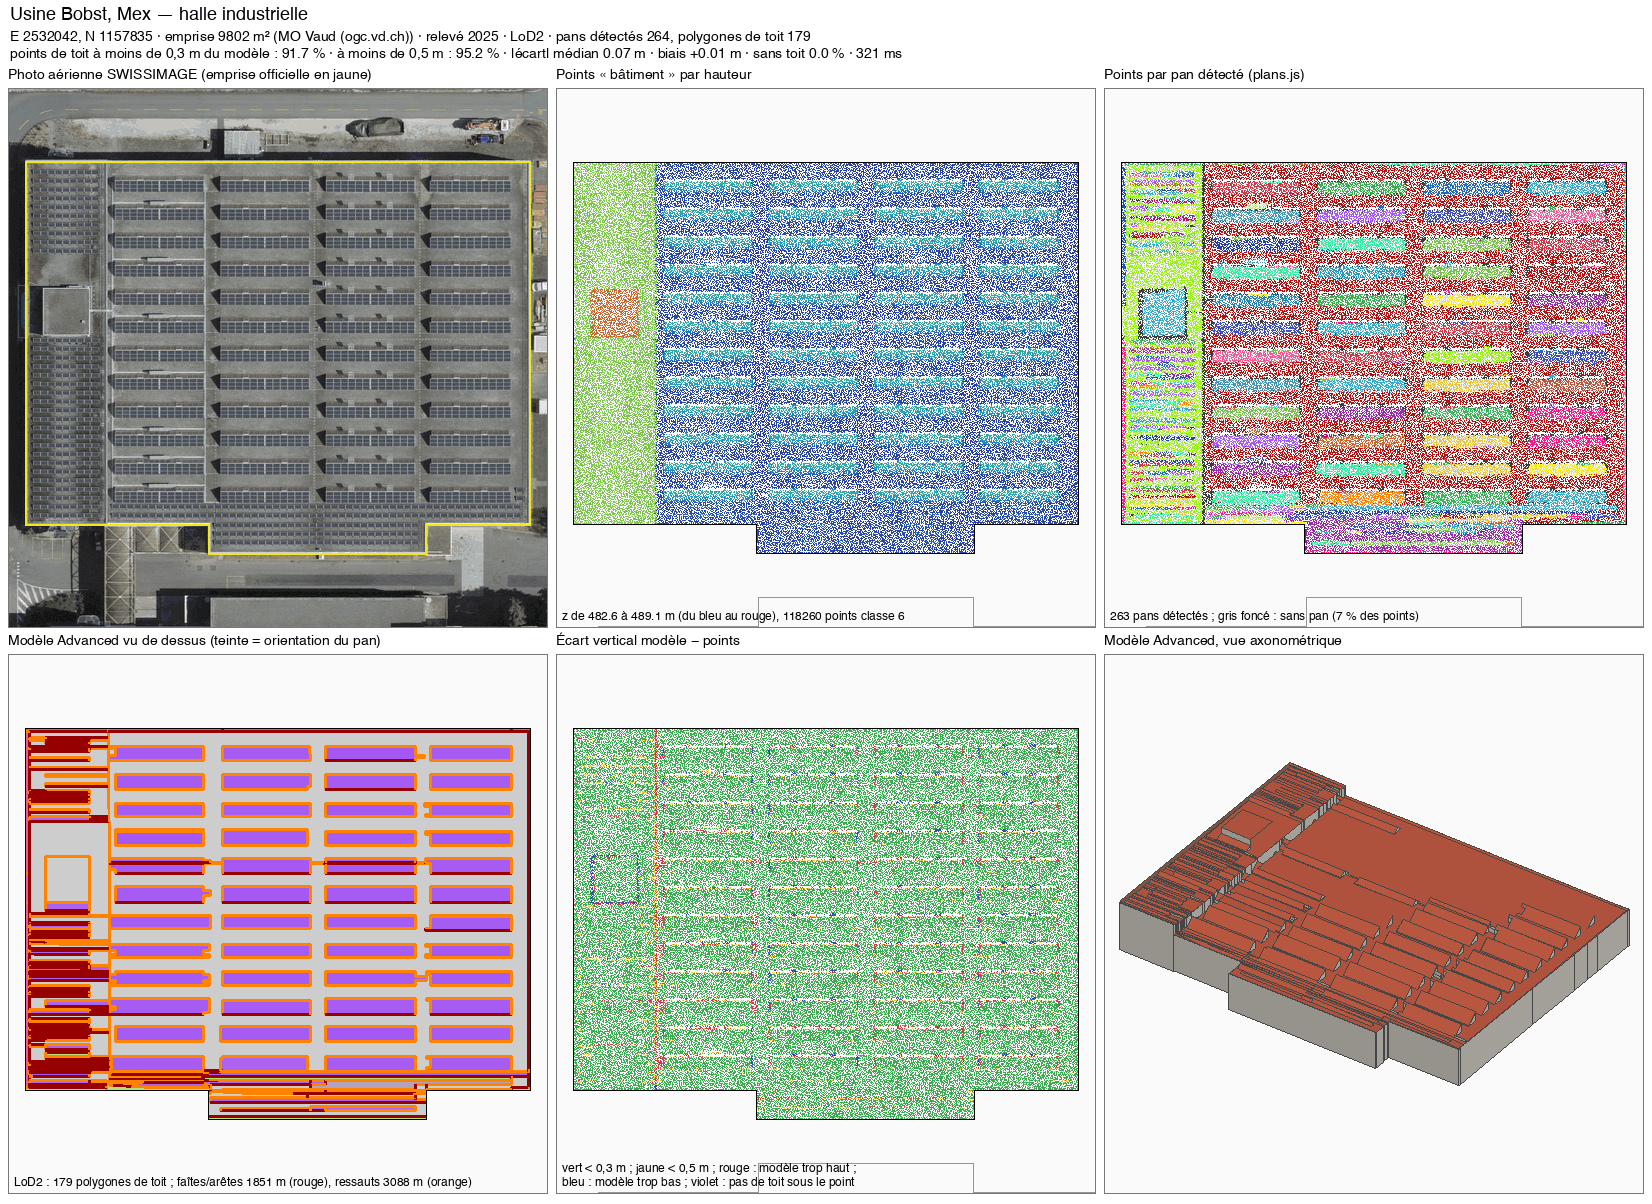 Usine Bobst, Mex — halle industrielle
E 2532042, N 1157835 · emprise 9802 m² (MO Vaud (ogc.vd.ch)) · relevé 2025 · LoD2 · pans détectés 264, polygones de toit 179
points de toit à moins de 0,3 m du modèle : 91.7 % · à moins de 0,5 m : 95.2 % · lécartl médian 0.07 m · biais +0.01 m · sans toit 0.0 % · 321 ms
Photo aérienne SWISSIMAGE (emprise officielle en jaune)
Points « bâtiment » par hauteur
Points par pan détecté (plans.js)
z de 482.6 à 489.1 m (du bleu au rouge), 118260 points classe 6
263 pans détectés ; gris foncé : sans pan (7 % des points)
Modèle Advanced vu de dessus (teinte = orientation du pan)
Écart vertical modèle − points
Modèle Advanced, vue axonométrique
LoD2 : 179 polygones de toit ; faîtes/arêtes 1851 m (rouge), ressauts 3088 m (orange)
vert < 0,3 m ; jaune < 0,5 m ; rouge : modèle trop haut ;
bleu : modèle trop bas ; violet : pas de toit sous le point